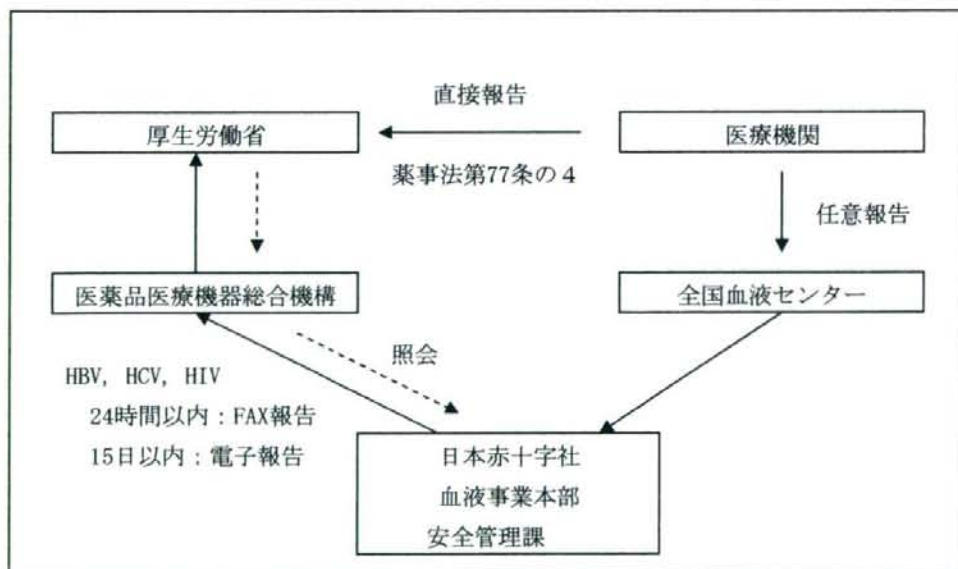 直接報告
厚生労働省
医療機関
薬事法第77条の４
任意報告
医薬品医療機器総合機構
全国血液センター
照会
HBV, HCV, HIV
24時間以内：FAX報告
15日以内：電子報告
日本赤十字社
血液事業本部
安全管理課